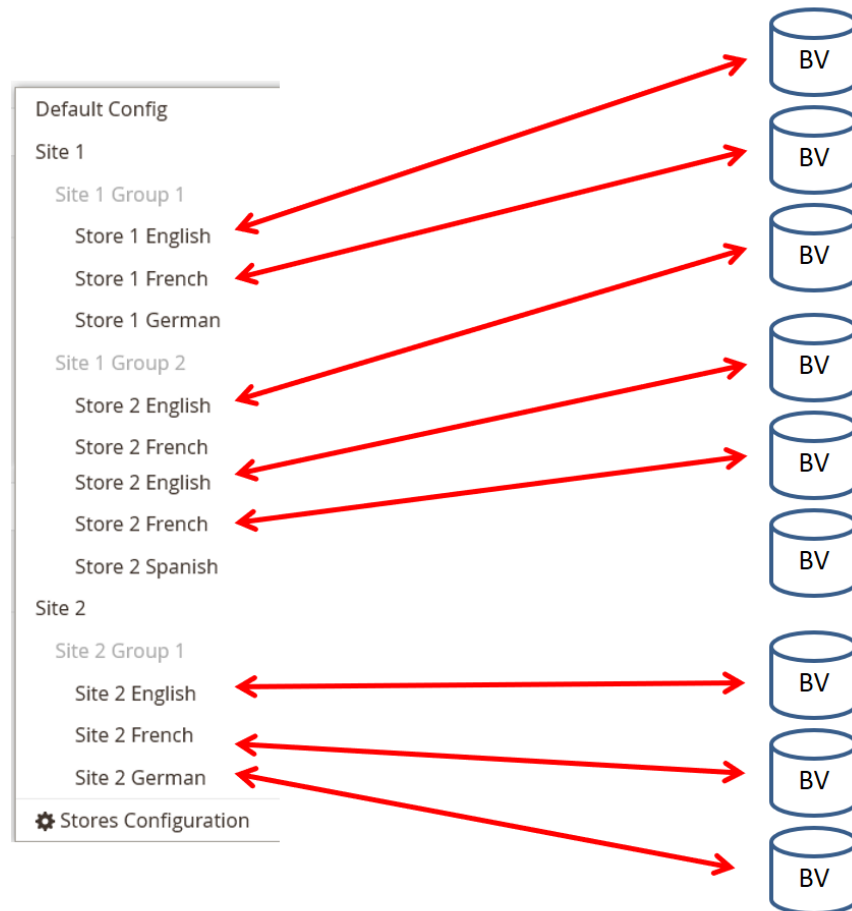 BV
Default Config
Site 1
BV
Site 1 Group 1
Store 1 English
BV
Store 1 French
Store 1 German
Site 1 Group 2
BV
Store 2 English
Store 2 French
BV
Store 2 English
Store 2 French
BV
Store 2 Spanish
Site 2
Site 2 Group 1
BV
Site 2 English
Site 2 French
BV
Site 2 German
Stores Configuration
BV